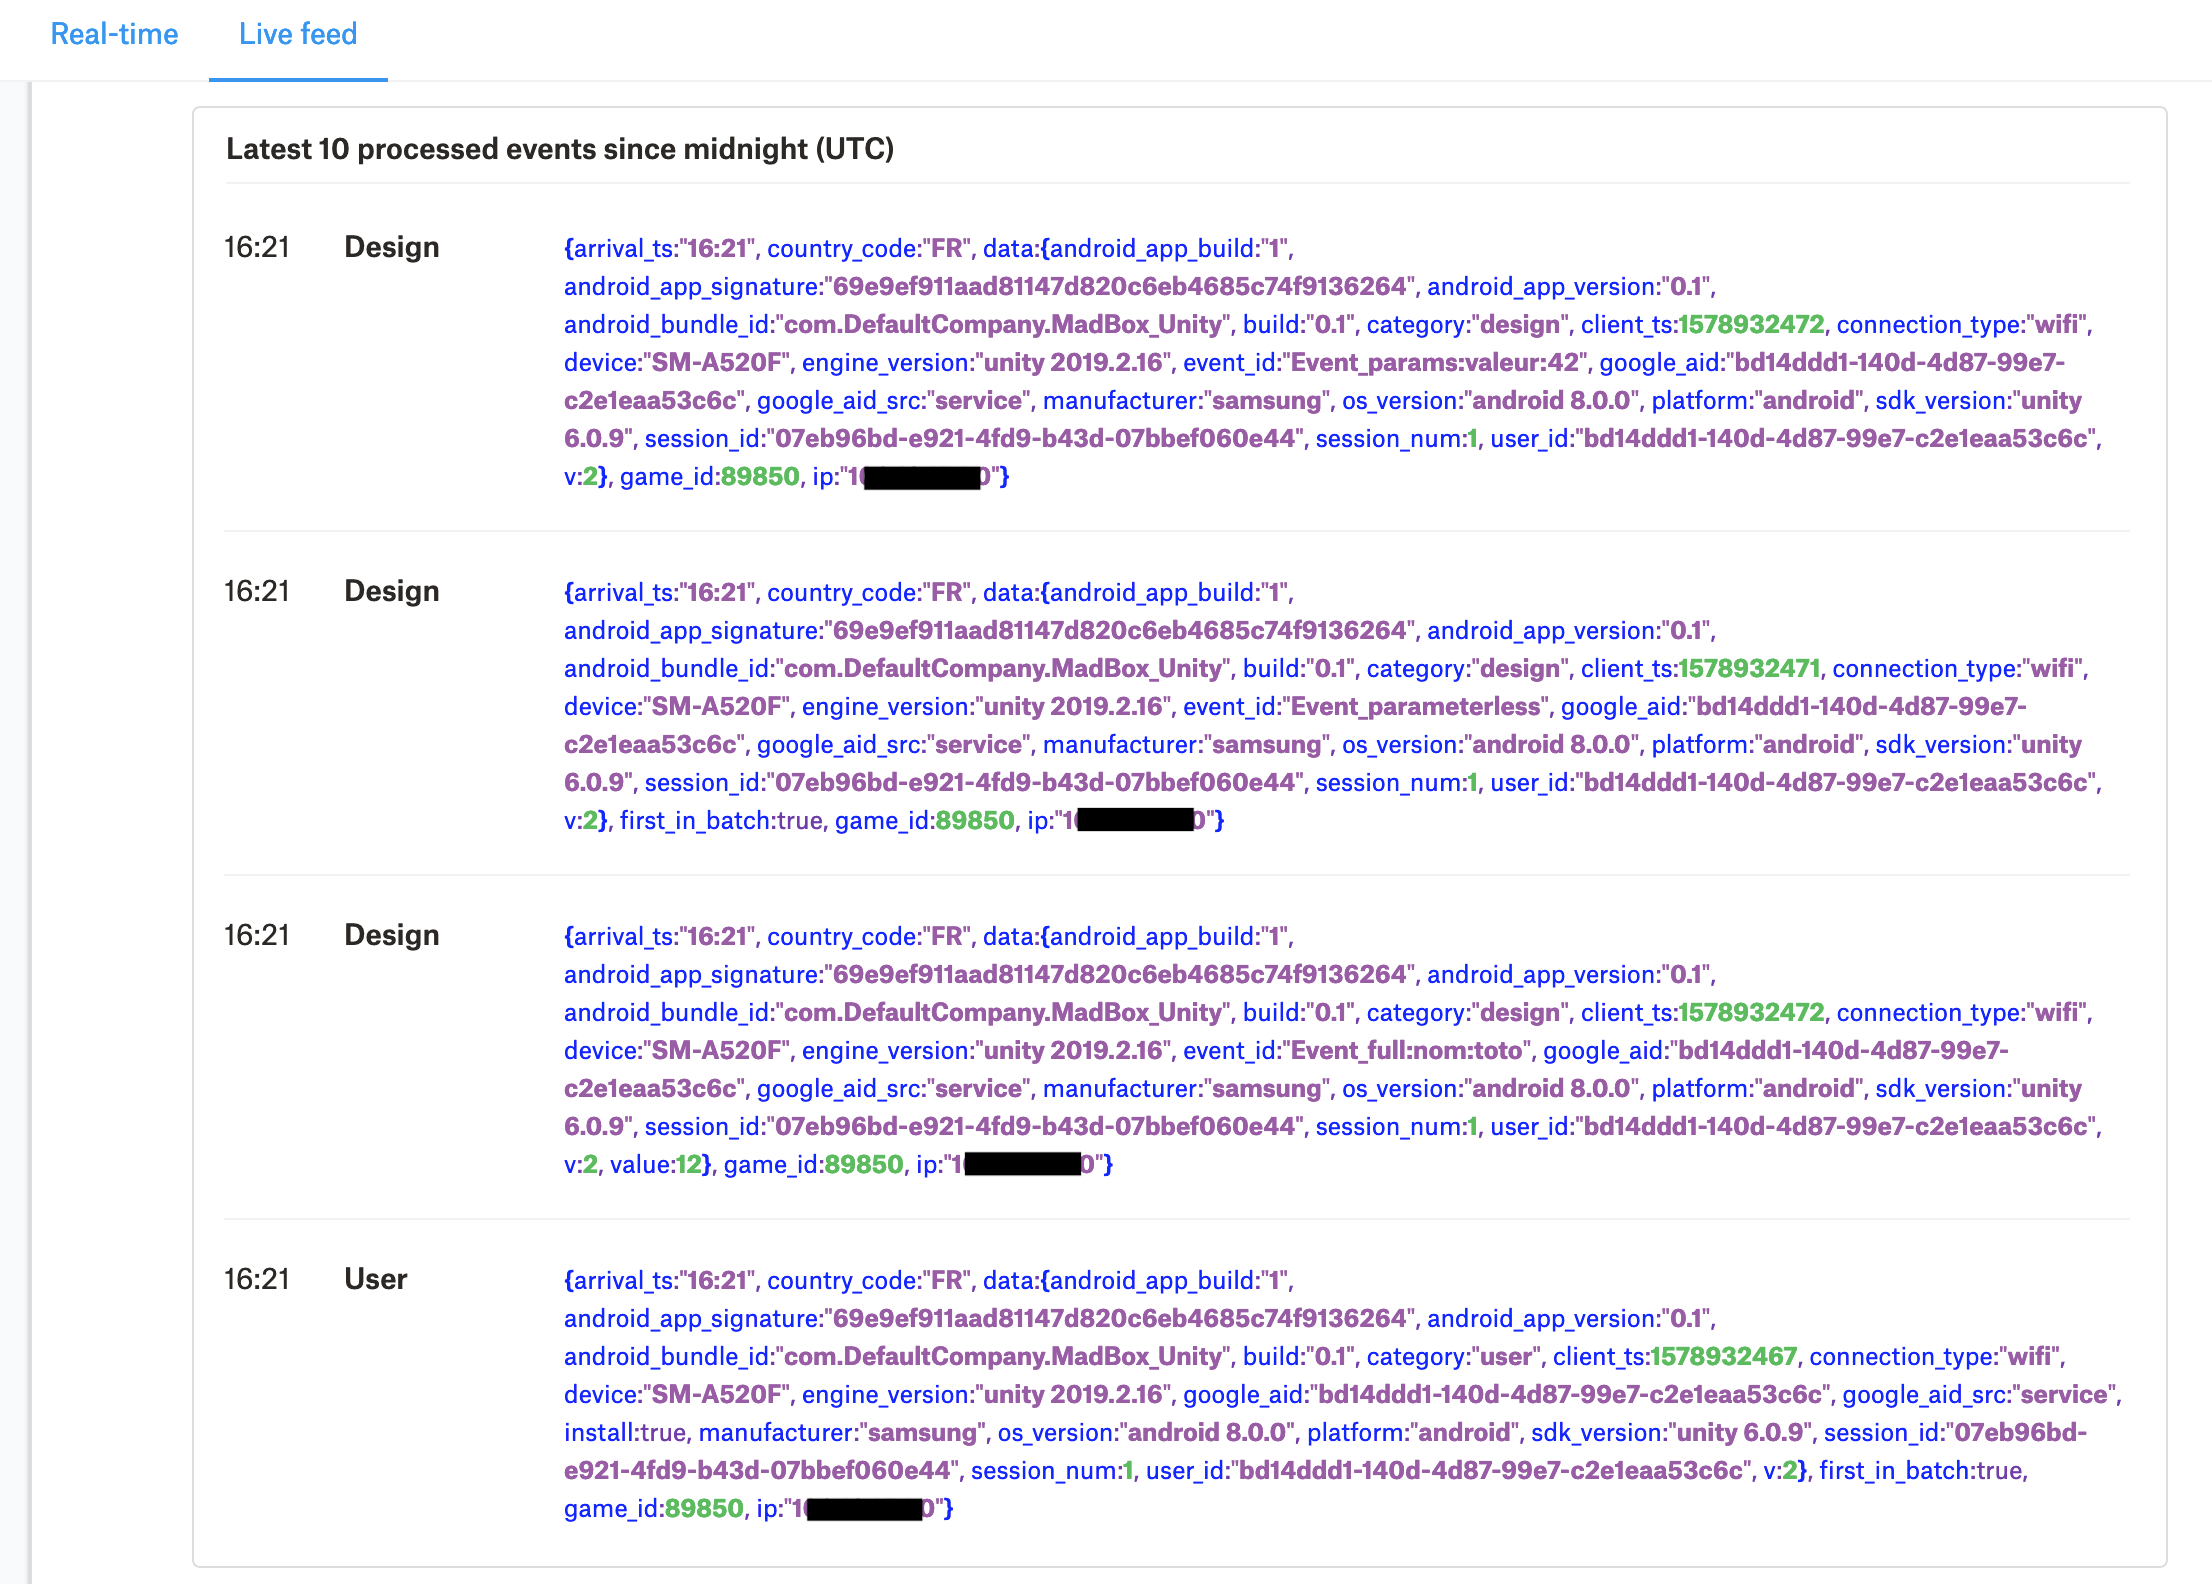 Real-time Live feed
Latest 10 processed events since midnight (UTC)
16:21 Design {arrival_ts:"16:21", country_code:"FR", data:{android_app_build:"1",
android_app_signature:"69e9ef911aad81147d820c6eb4685c74f9136264", android_app_version:"0.1",
android_bundle_id:"com.DefaultCompany.MadBox_Unity", build:"0.1", category:"design", client_ts:1578932472, connection_type:"wifi",
device:"SM-A520F", engine_version:"unity 2019.2.16", event_id:"Event_params:valeur:42", google_aid:"bd14ddd1-140d-4d87-99e7-
c2e1eaa53c6c", google_aid_src:"service", manufacturer:"samsung", os_version:"android 8.0.0", platform:"android", sdk_version:"unity
6.0.9", session_id:"07eb96bd-e921-4fd9-b43d-07bbef060e44", session_num:1, user_id:"bd14ddd1-140d-4d87-99e7-c2e1eaa53c6c",
v:2}, game_id:89850, ip:"1 0"}
16:21 Design {arrival_ts:"16:21", country_code:"FR", data:{android_app_build:"1",
android_app_signature:"69e9ef911aad81147d820c6eb4685c74f9136264", android_app_version:"0.1",
android_bundle_id:"com.DefaultCompany.MadBox_Unity", build:"0.1", category:"design", client_ts:1578932471, connection_type:"wifi",
device:"SM-A520F", engine_version:"unity 2019.2.16", event_id:"Event_parameterless", google_aid:"bd14ddd1-140d-4d87-99e7-
c2e1eaa53c6c", google_aid_src:"service", manufacturer:"samsung", os_version:"android 8.0.0", platform:"android", sdk_version:"unity
6.0.9", session_id:"07eb96bd-e921-4fd9-b43d-07bbef060e44", session_num:1, user_id:"bd14ddd1-140d-4d87-99e7-c2e1eaa53c6c",
v:2}, first_in_batch:true, game_id:89850, ip:"1 0"}
16:21 Design {arrival_ts:"16:21", country_code:"FR", data:{android_app_build:"1",
android_app_signature:"69e9ef911aad81147d820c6eb4685c74f9136264", android_app_version:"0.1",
android_bundle_id:"com.DefaultCompany.MadBox_Unity", build:"0.1", category:"design", client_ts:1578932472, connection_type:"wifi",
device:"SM-A520F", engine_version:"unity 2019.2.16", event_id:"Event_full:nom:toto", google_aid:"bd14ddd1-140d-4d87-99e7-
c2e1eaa53c6c", google_aid_src:"service", manufacturer:"samsung", os_version:"android 8.0.0", platform:"android", sdk_version:"unity
6.0.9", session_id:"07eb96bd-e921-4fd9-b43d-07bbef060e44", session_num:1, user_id:"bd14ddd1-140d-4d87-99e7-c2e1eaa53c6c",
v:2, value:12}, game_id:89850, ip:"1 0"}
16:21 User {arrival_ts:"16:21", country_code:"FR", data:{android_app_build:"1",
android_app_signature:"69e9ef911aad81147d820c6eb4685c74f9136264", android_app_version:"0.1",
android_bundle_id:"com.DefaultCompany.MadBox_Unity", build:"0.1", category:"user", client_ts:1578932467, connection_type:"wifi",
device:"SM-A520F", engine_version:"unity 2019.2.16", google_aid:"bd14ddd1-140d-4d87-99e7-c2e1eaa53c6c", google_aid_src:"service",
install:true, manufacturer:"samsung", os_version:"android 8.0.0", platform:"android", sdk_version:"unity 6.0.9", session_id:"07eb96bd-
e921-4fd9-b43d-07bbef060e44", session_num:1, user_id:"bd14ddd1-140d-4d87-99e7-c2e1eaa53c6c", v:2}, first_in_batch:true,
game_id:89850, ip:"1 0"}